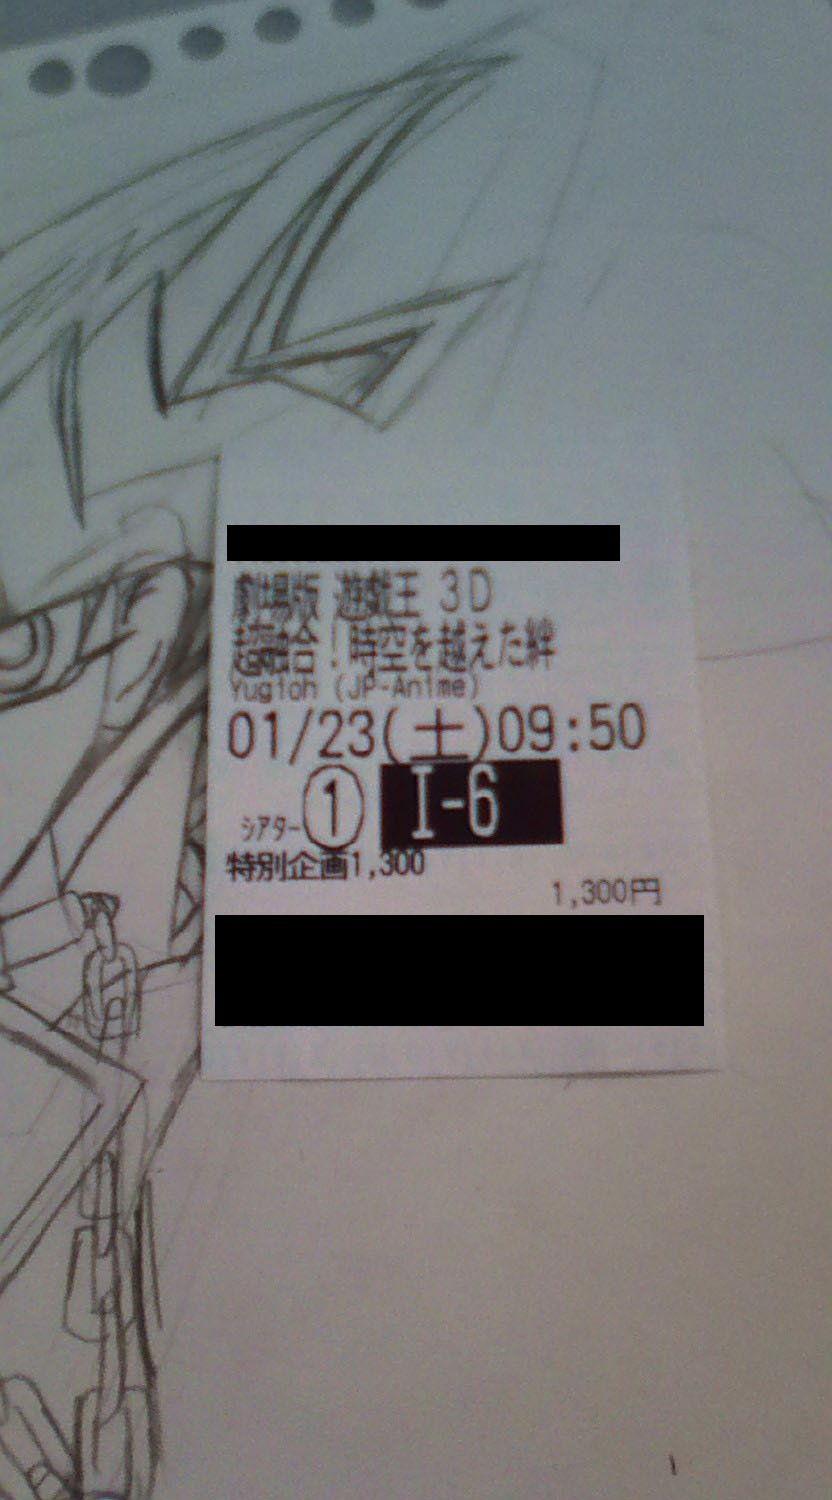 劇場版 遊戯王 3D
超融合!時空を越えた絆
Yugioh (JP-Anime)
01/23(土)09:50
シアター① I-6
特別企画1,300
1,300円